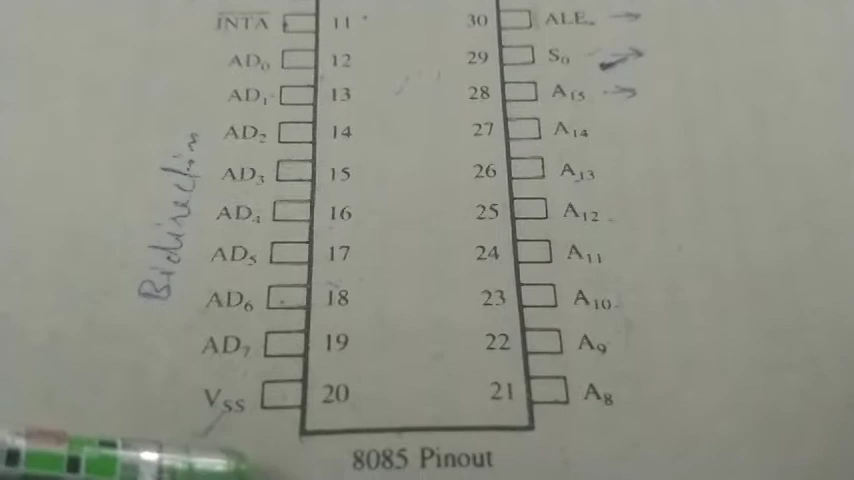 INTA 11 30 ALE
AD0 12 29 S0
AD1 13 28 A15
AD2 14 27 A14
AD3 15 26 A13
AD4 16 25 A12
AD5 17 24 A11
AD6 18 23 A10
AD7 19 22 A9
VSS 20 21 A8
Bidirection
8085 Pinout